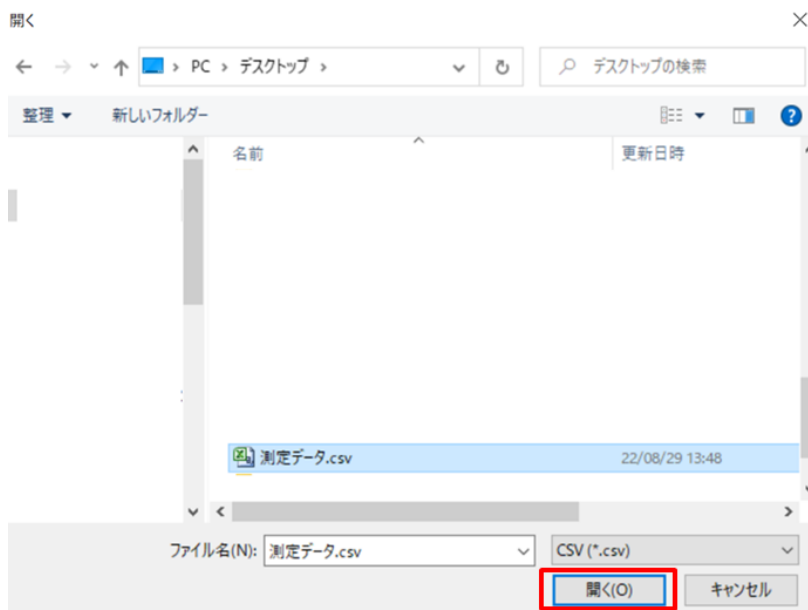 開く
PC › デスクトップ ›
デスクトップの検索
整理 新しいフォルダー
名前 更新日時
測定データ.csv 22/08/29 13:48
ファイル名(N): 測定データ.csv CSV (*.csv)
開く(O) キャンセル